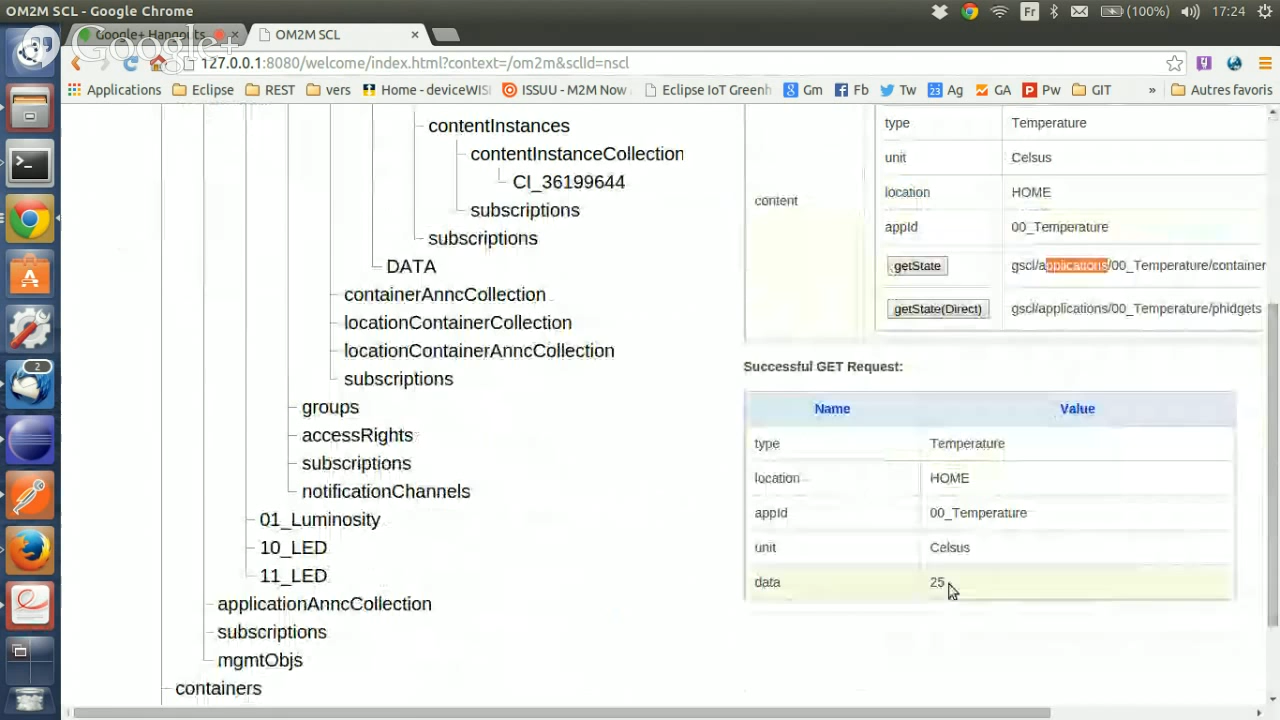 OM2M SCL - Google Chrome
Fr
(100%)
17:24
Google+ Hangouts
OM2M SCL
Google+
127.0.0.1:8080/welcome/index.html?context=/om2m&sclId=nscl
Applications
Eclipse
REST
vers
Home - deviceWIS
ISSUU - M2M Now
Eclipse IoT Greenh
Gm
Fb
Tw
23 Ag
GA
Pw
GIT
»
Autres favoris
contentInstances
contentInstanceCollection
CI_36199644
subscriptions
subscriptions
DATA
containerAnncCollection
locationContainerCollection
locationContainerAnncCollection
subscriptions
groups
accessRights
subscriptions
notificationChannels
01_Luminosity
10_LED
11_LED
applicationAnncCollection
subscriptions
mgmtObjs
containers
content
type Temperature
unit Celsus
location HOME
appId 00_Temperature
getState gscl/applications/00_Temperature/container
getState(Direct) gscl/applications/00_Temperature/phidgets
Successful GET Request:
Name Value
type Temperature
location HOME
appId 00_Temperature
unit Celsus
data 25
2